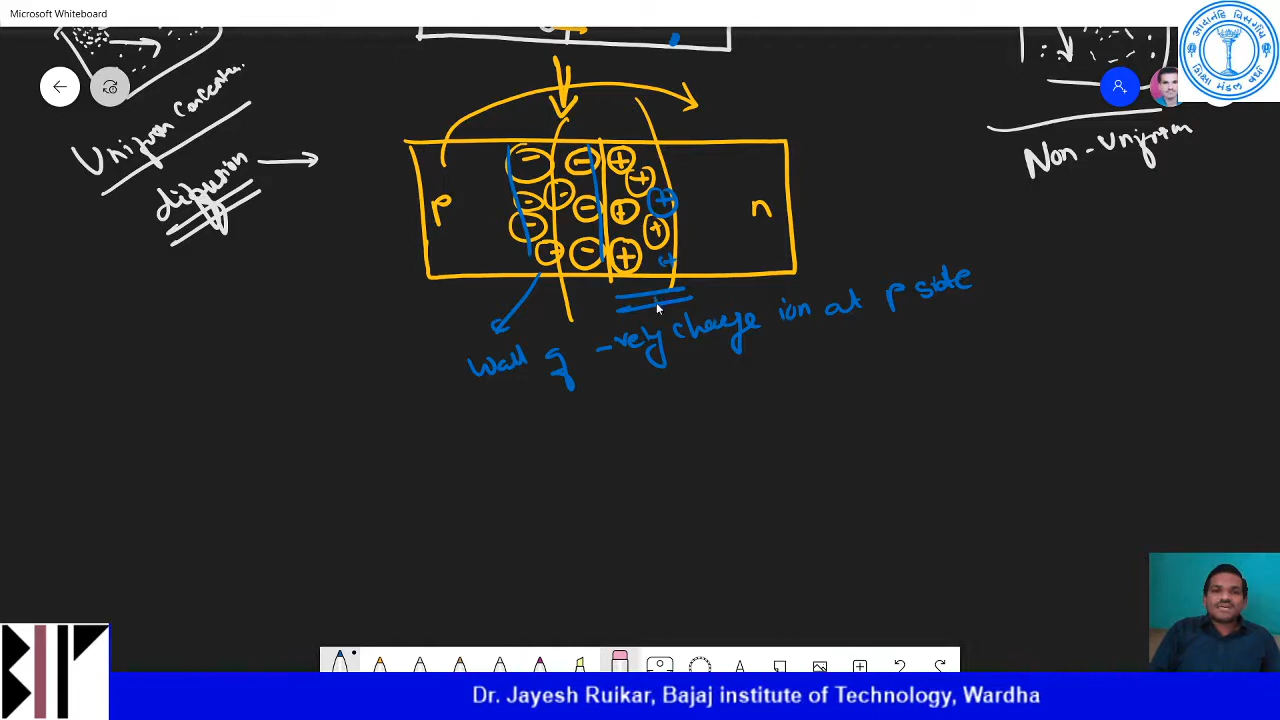 Microsoft Whiteboard
Uniform Concentra.
diffusion
Non-Uniform
p
n
Wall of -vely charge ion at p side
BIT
Dr. Jayesh Ruikar, Bajaj institute of Technology, Wardha